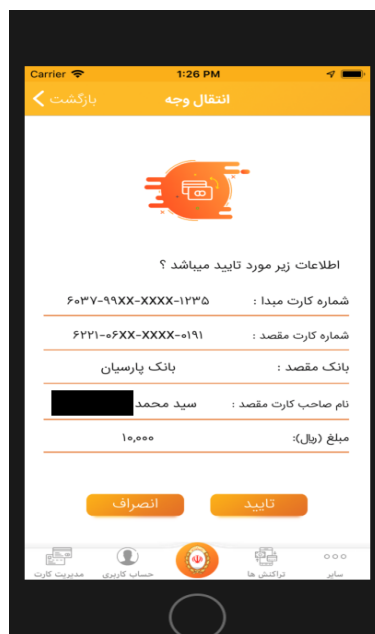 Carrier 1:26 PM
بازگشت انتقال وجه
اطلاعات زیر مورد تایید میباشد ؟
شماره کارت مبدا : ۶۰۳۷-۹۹XX-XXXX-۱۲۳۵
شماره کارت مقصد : ۶۲۲۱-۰۶XX-XXXX-۰۱۹۱
بانک مقصد : بانک پارسیان
نام صاحب کارت مقصد : سید محمد
مبلغ (ریال): ۱۰,۰۰۰
تایید انصراف
سایر تراکنش ها حساب کاربری مدیریت کارت